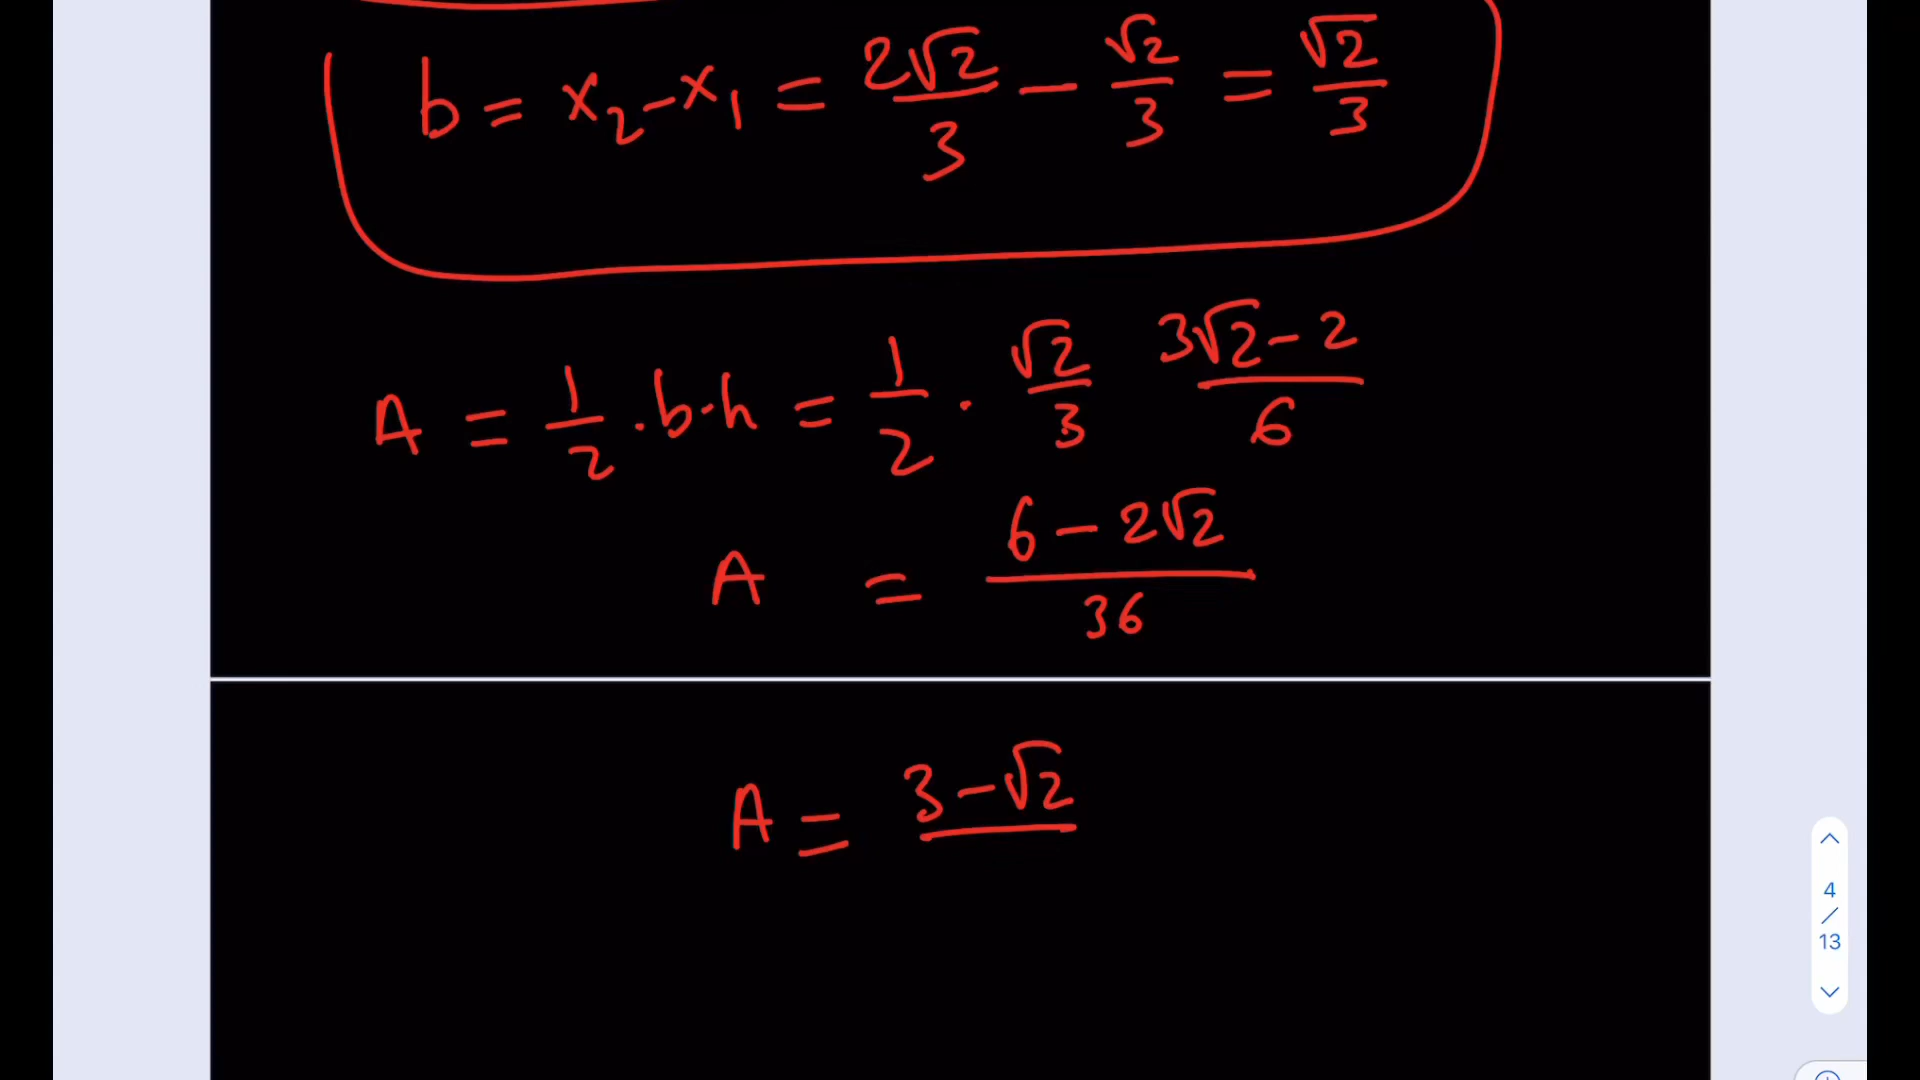 b = x₂ - x₁ = 2√2/3 - √2/3 = √2/3
A = 1/2 · b · h = 1/2 · √2/3 3√2 - 2/6
A = 6 - 2√2/36
A = 3 - √2
4
/
13